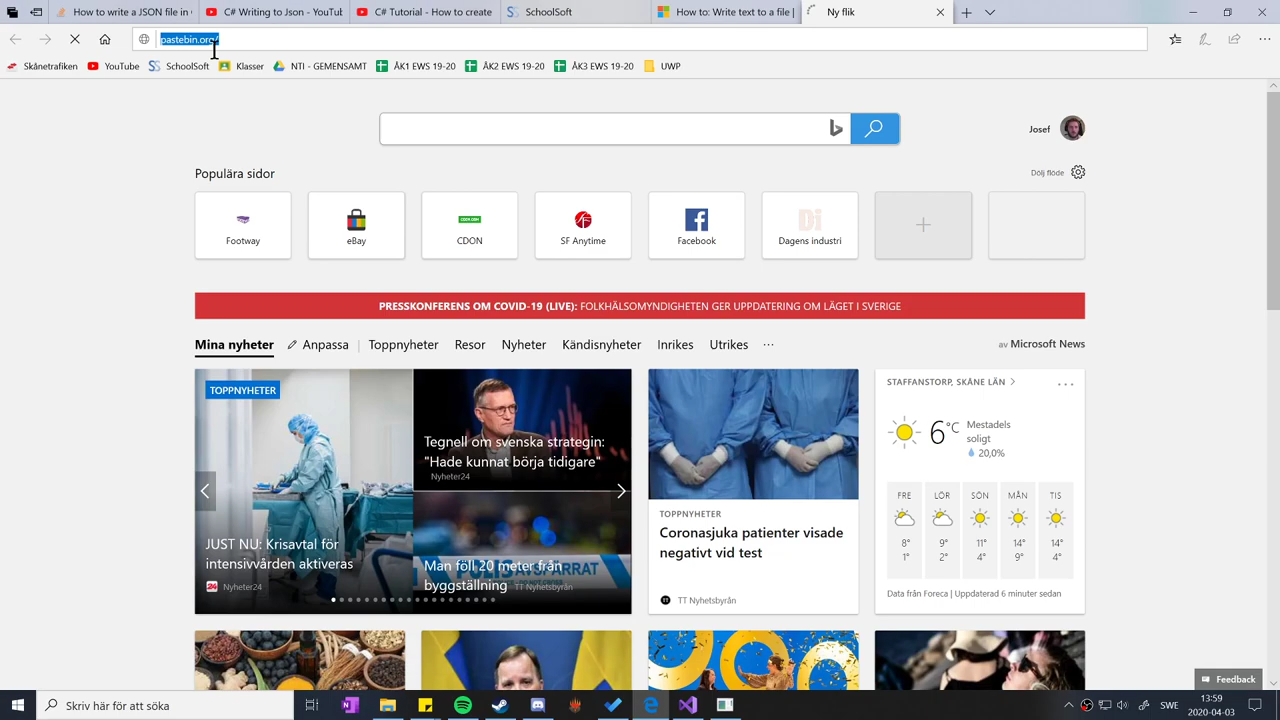 How to write a JSON file in C
C# Writing to Json - YouTub
C# Tutorial - How to create
SchoolSoft
How to: Write text to a file |
Ny flik
pastebin.org/
Skånetrafiken
YouTube
SchoolSoft
Klasser
NTI - GEMENSAMT
ÅK1 EWS 19-20
ÅK2 EWS 19-20
ÅK3 EWS 19-20
UWP
Josef
Populära sidor
Dölj flöde
Footway
eBay
CDON.COM
CDON
SF Anytime
Facebook
Di
Dagens industri
PRESSKONFERENS OM COVID-19 (LIVE): FOLKHÄLSOMYNDIGHETEN GER UPPDATERING OM LÄGET I SVERIGE
Mina nyheter
Anpassa
Toppnyheter
Resor
Nyheter
Kändisnyheter
Inrikes
Utrikes
av Microsoft News
TOPPNYHETER
JUST NU: Krisavtal för
intensivvården aktiveras
24 Nyheter24
Tegnell om svenska strategin:
"Hade kunnat börja tidigare"
Nyheter24
POLIS AVSPÄRRAT
Man föll 20 meter från
byggställning TT Nyhetsbyrån
TOPPNYHETER
Coronasjuka patienter visade
negativt vid test
TT TT Nyhetsbyrån
STAFFANSTORP, SKÅNE LÄN
6°C
Mestadels
soligt
20,0%
FRE LÖR SÖN MÅN TIS
8° 9° 11° 14° 14°
1° 2° 4° 9° 4°
Data från Foreca | Uppdaterad 6 minuter sedan
Feedback
Skriv här för att söka
SWE
13:59
2020-04-03